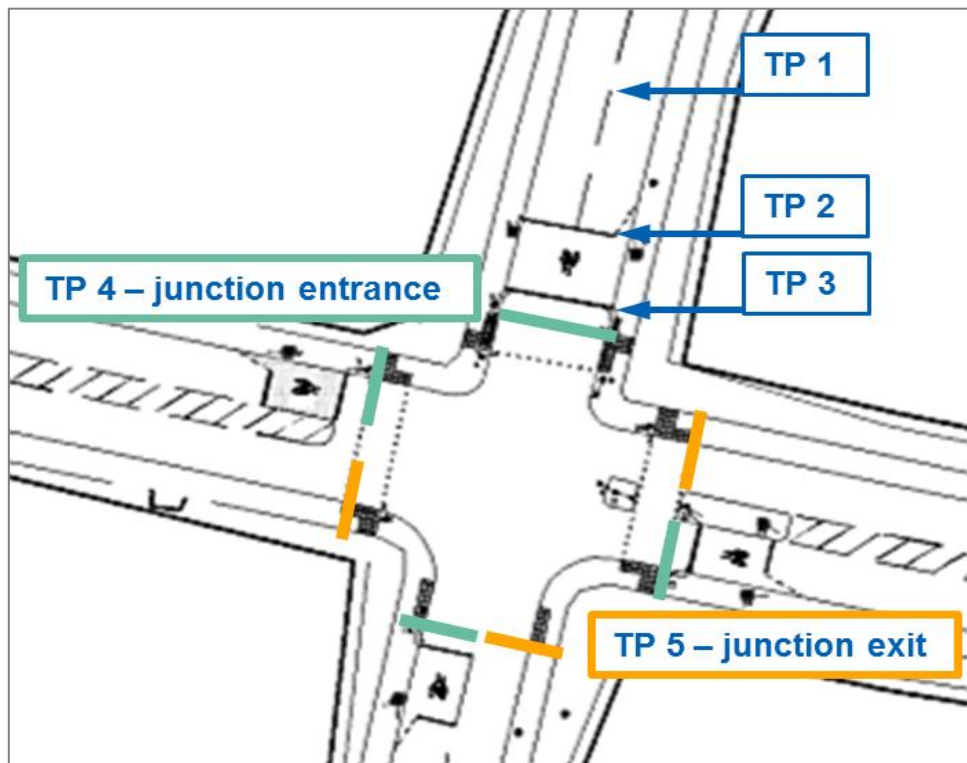 TP 1
TP 2
TP 3
TP 4 – junction entrance
TP 5 – junction exit